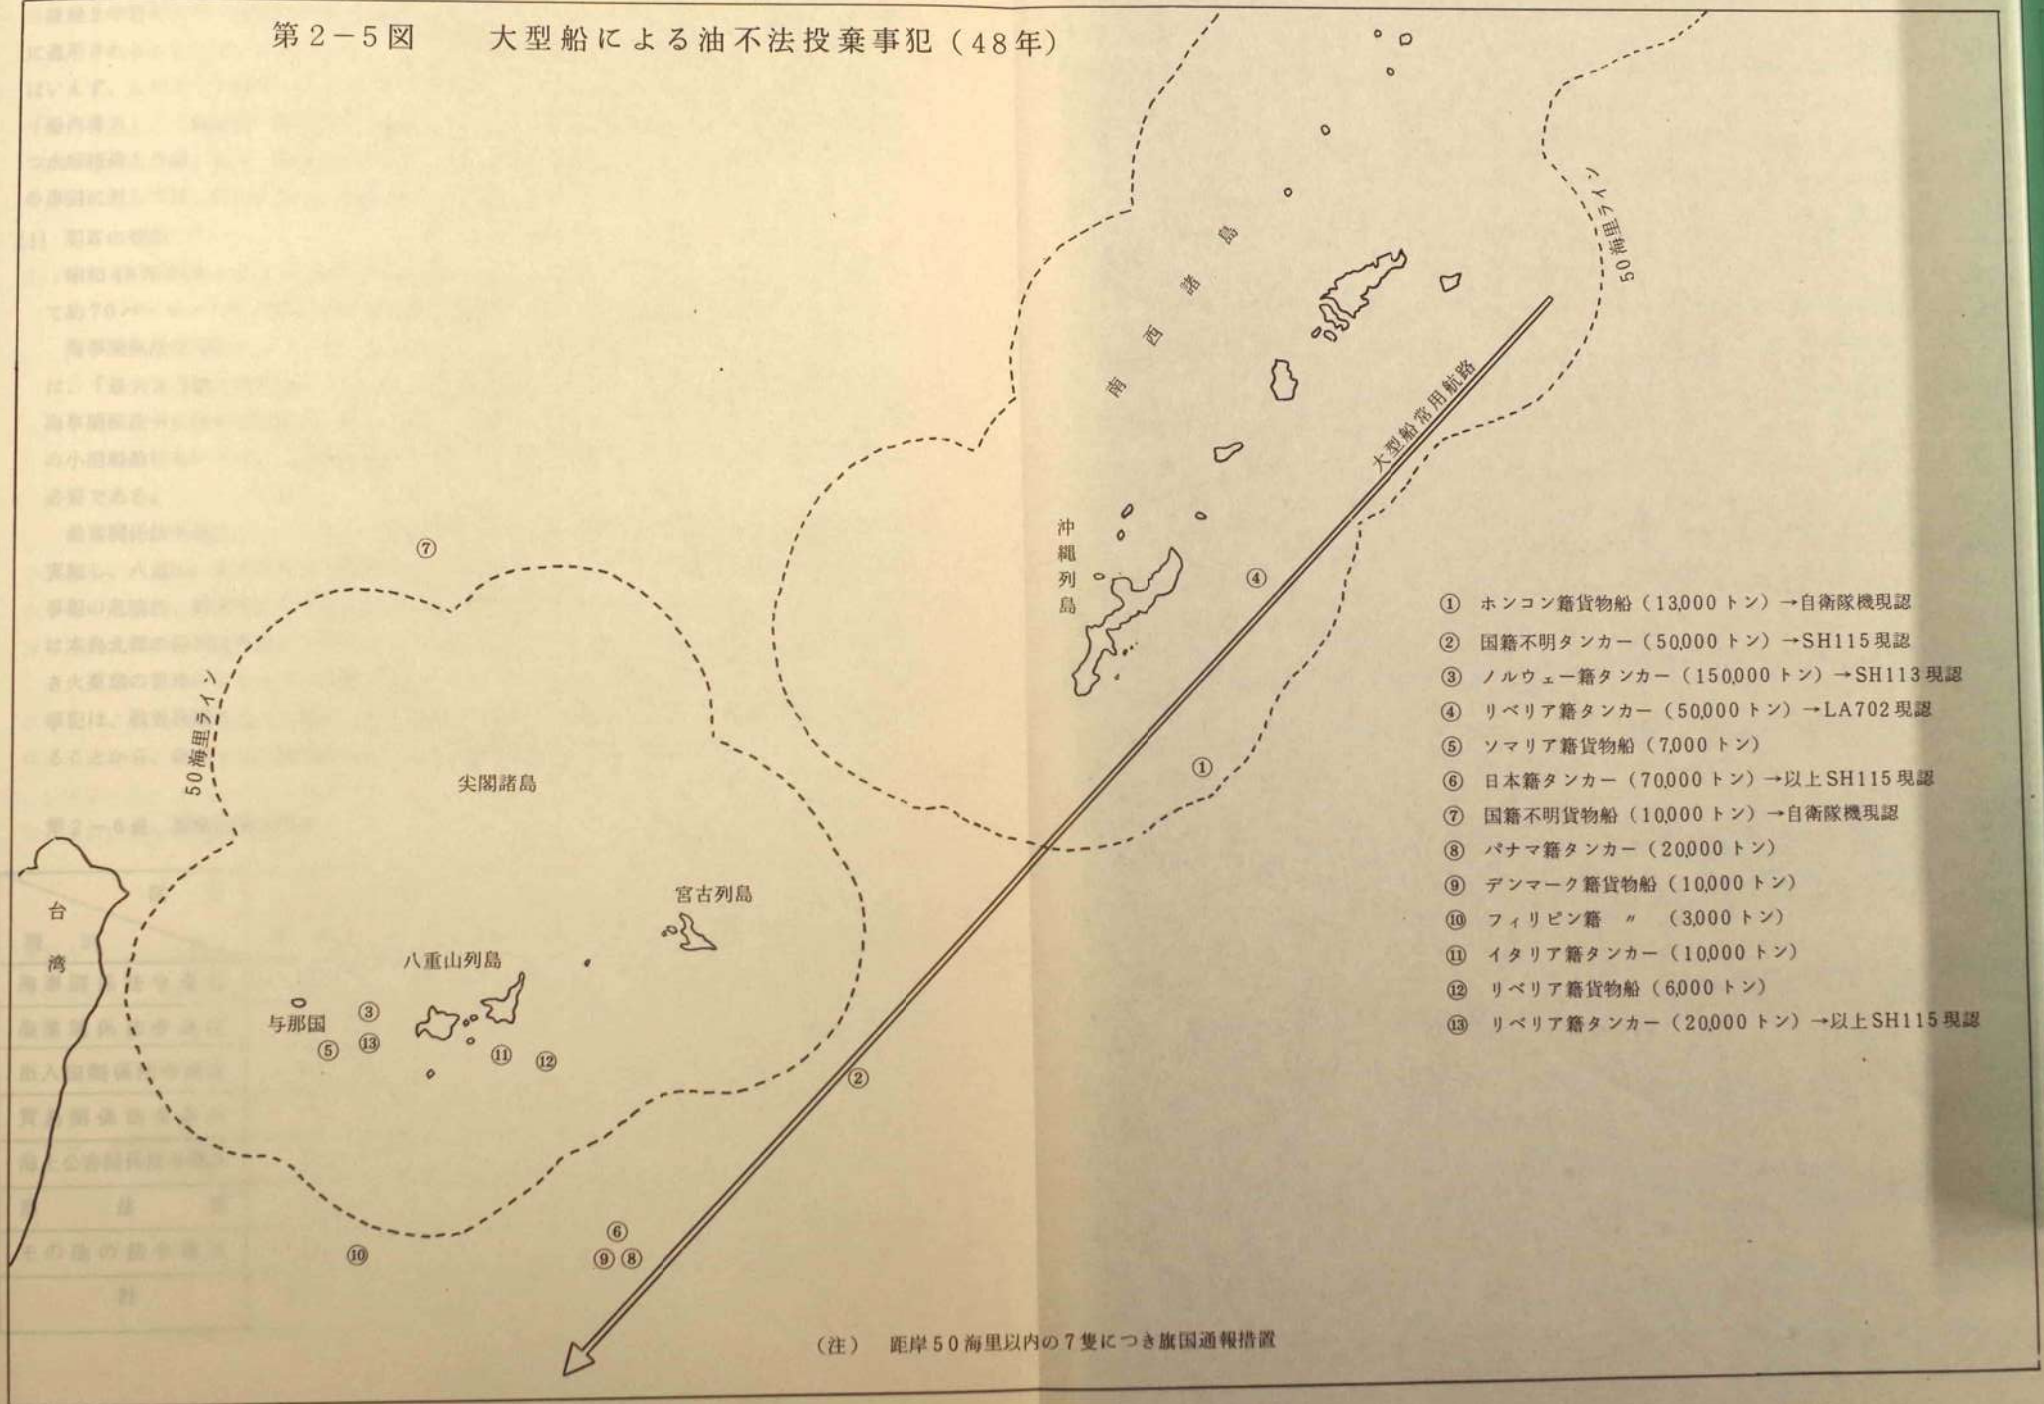 第2-5図 大型船による油不法投棄事犯(48年)
50海里ライン
南西諸島
大型船常用航路
沖縄列島
④
⑦
①
50海里ライン
尖閣諸島
宮古列島
台湾
八重山列島
与那国
③
⑤
⑬
⑪
⑫
②
⑥
⑨⑧
⑩
① ホンコン籍貨物船(13,000トン)→自衛隊機現認
② 国籍不明タンカー(50,000トン)→SH115現認
③ ノルウェー籍タンカー(150,000トン)→SH113現認
④ リベリア籍タンカー(50,000トン)→LA702現認
⑤ ソマリア籍貨物船(7,000トン)
⑥ 日本籍タンカー(70,000トン)→以上SH115現認
⑦ 国籍不明貨物船(10,000トン)→自衛隊機現認
⑧ パナマ籍タンカー(20,000トン)
⑨ デンマーク籍貨物船(10,000トン)
⑩ フィリピン籍 〃 (3,000トン)
⑪ イタリア籍タンカー(10,000トン)
⑫ リベリア籍貨物船(6,000トン)
⑬ リベリア籍タンカー(20,000トン)→以上SH115現認
(注) 距岸50海里以内の7隻につき旗国通報措置